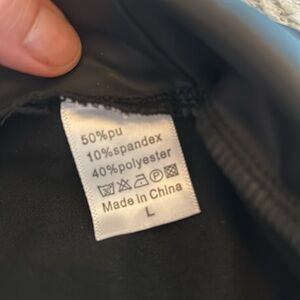 50%pu
10%spandex
40%polyester
Made in China
L